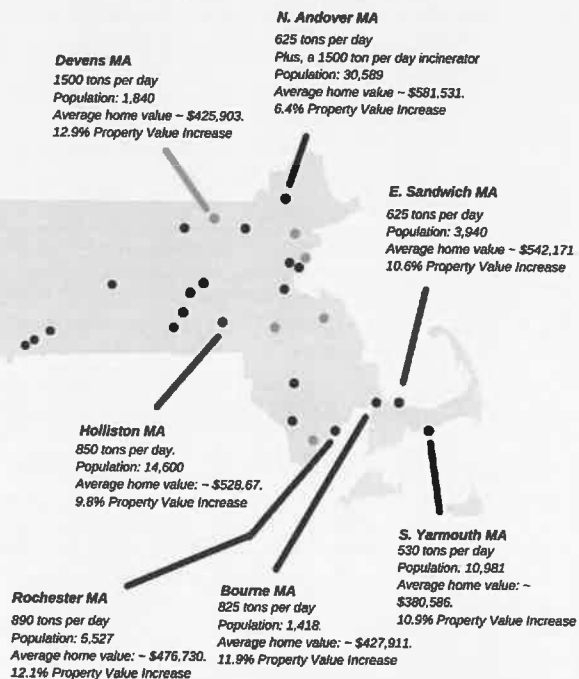 N. Andover MA
625 tons per day
Plus, a 1500 ton per day incinerator
Population: 30,589
Average home value ~ $581,531.
6.4% Property Value Increase
Devens MA
1500 tons per day
Population: 1,840
Average home value ~ $425,903.
12.9% Property Value Increase
E. Sandwich MA
625 tons per day
Population: 3,940
Average home value ~ $542,171
10.6% Property Value Increase
Holliston MA
850 tons per day.
Population: 14,600
Average home value: ~ $528.67.
9.8% Property Value Increase
S. Yarmouth MA
530 tons per day
Population: 10,981
Average home value: ~
$380,586.
10.9% Property Value Increase
Rochester MA
890 tons per day
Population: 5,527
Average home value: ~ $476,730.
12.1% Property Value Increase
Bourne MA
825 tons per day
Population: 1,418.
Average home value: ~ $427,911.
11.9% Property Value Increase